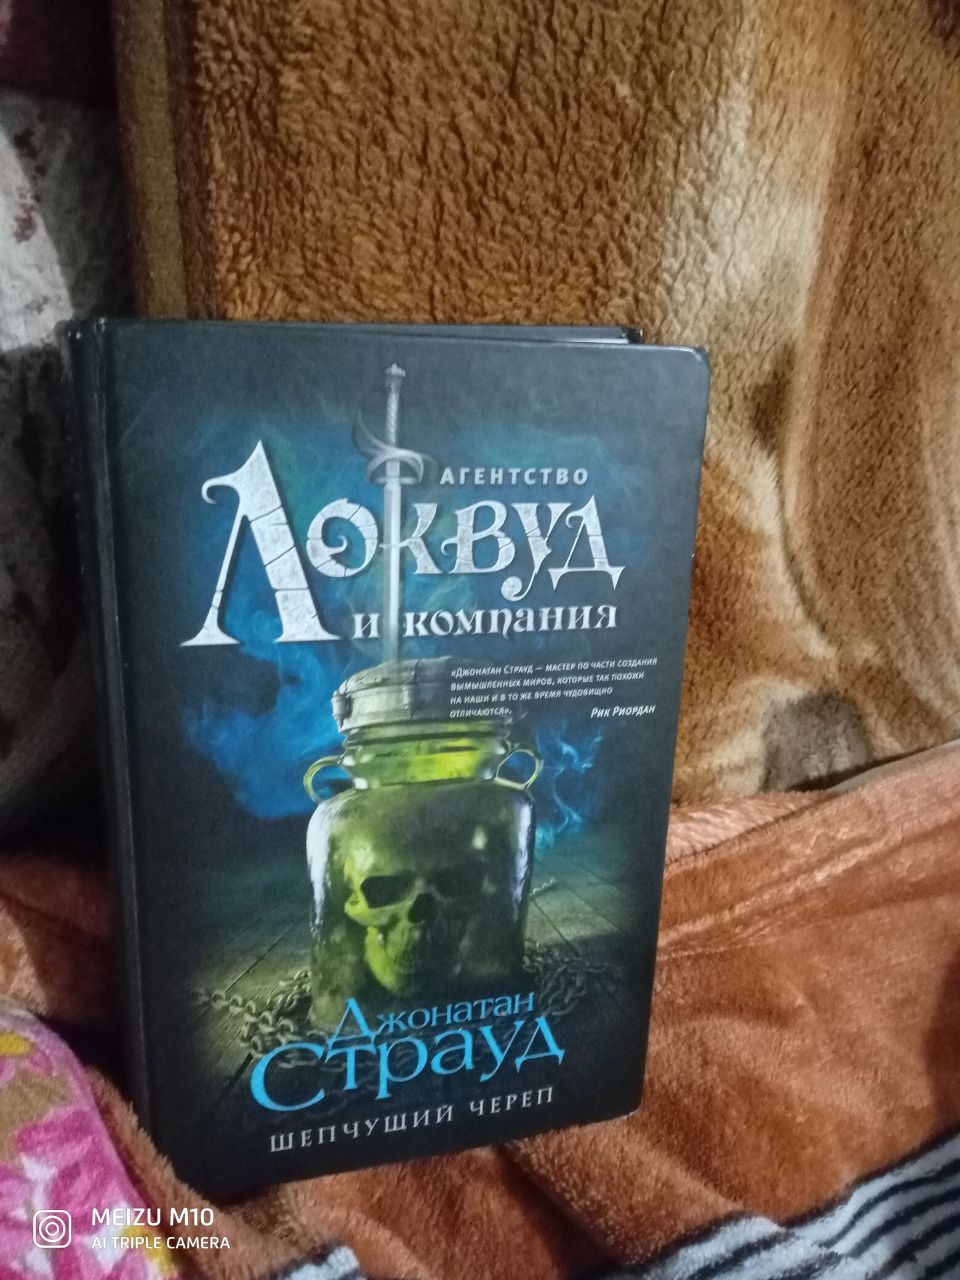 АГЕНТСТВО
ЛОКВУД
И КОМПАНИЯ
«ДЖОНАТАН СТРАУД — МАСТЕР ПО ЧАСТИ СОЗДАНИЯ
ВЫМЫШЛЕННЫХ МИРОВ, КОТОРЫЕ ТАК ПОХОЖИ
НА НАШИ И В ТО ЖЕ ВРЕМЯ ЧУДОВИЩНО
ОТЛИЧАЮТСЯ».
РИК РИОРДАН
ДЖОНАТАН
СТРАУД
ШЕПЧУЩИЙ ЧЕРЕП
MEIZU M10
AI TRIPLE CAMERA